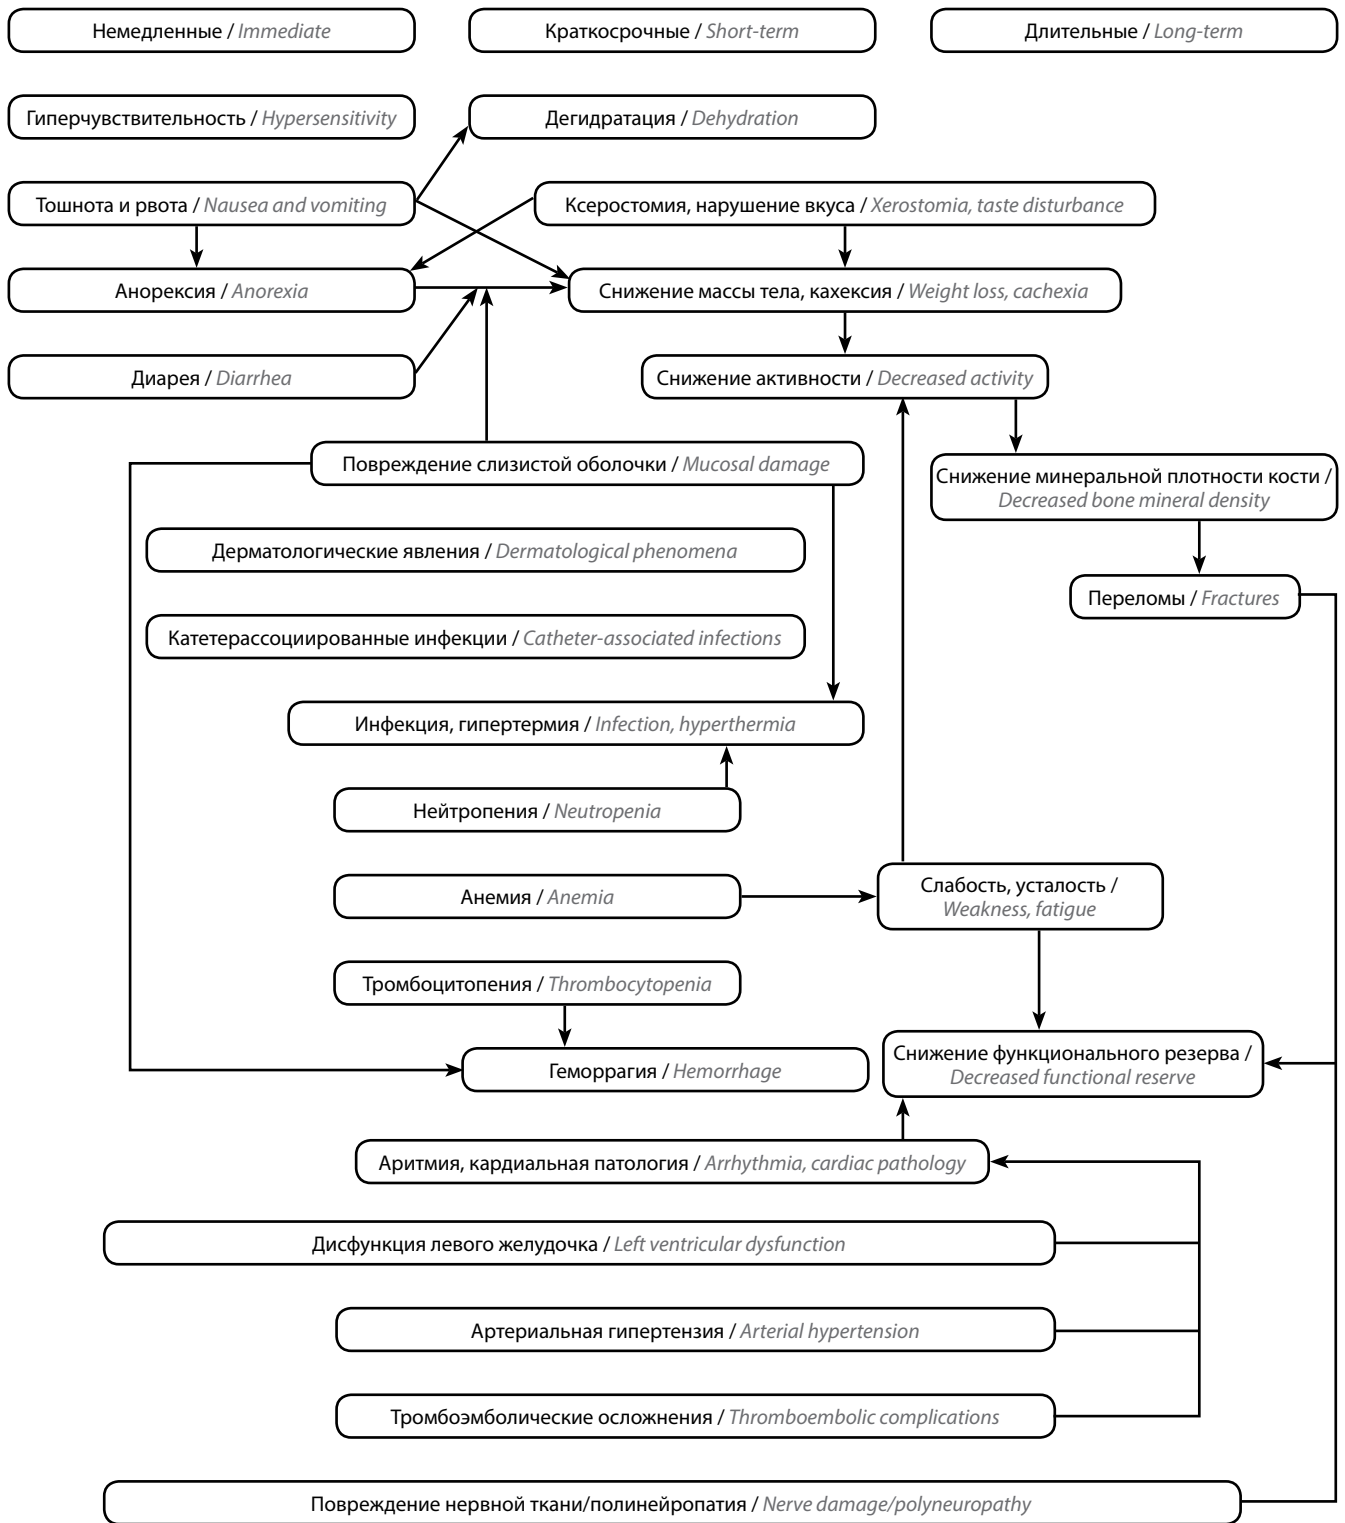 Немедленные / Immediate
Краткосрочные / Short-term
Длительные / Long-term
Гиперчувствительность / Hypersensitivity
Дегидратация / Dehydration
Тошнота и рвота / Nausea and vomiting
Ксеростомия, нарушение вкуса / Xerostomia, taste disturbance
Анорексия / Anorexia
Снижение массы тела, кахексия / Weight loss, cachexia
Диарея / Diarrhea
Снижение активности / Decreased activity
Повреждение слизистой оболочки / Mucosal damage
Снижение минеральной плотности кости /
Decreased bone mineral density
Дерматологические явления / Dermatological phenomena
Переломы / Fractures
Катетерассоциированные инфекции / Catheter-associated infections
Инфекция, гипертермия / Infection, hyperthermia
Нейтропения / Neutropenia
Анемия / Anemia
Слабость, усталость /
Weakness, fatigue
Тромбоцитопения / Thrombocytopenia
Геморрагия / Hemorrhage
Снижение функционального резерва /
Decreased functional reserve
Аритмия, кардиальная патология / Arrhythmia, cardiac pathology
Дисфункция левого желудочка / Left ventricular dysfunction
Артериальная гипертензия / Arterial hypertension
Тромбоэмболические осложнения / Thromboembolic complications
Повреждение нервной ткани/полинейропатия / Nerve damage/polyneuropathy